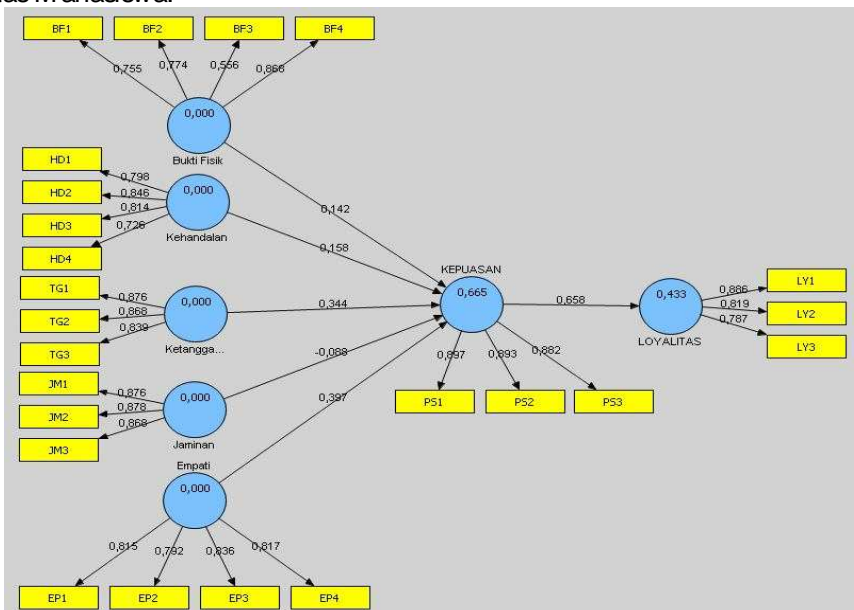 BF1 BF2 BF3 BF4
0,755 0,774 0,556 0,868
0,000
Bukti Fisik
HD1
HD2
HD3
HD4
0,798
0,846
0,814
0,726
0,000
Kehandalan
TG1
TG2
TG3
0,876
0,868
0,839
0,000
Ketangga...
JM1
JM2
JM3
0,876
0,878
0,868
0,000
Jaminan
Empati
0,000
0,815 0,792 0,836 0,817
EP1 EP2 EP3 EP4
0,142
0,158
0,344
-0,088
0,397
KEPUASAN
0,665
0,897 0,893 0,882
PS1 PS2 PS3
0,658
0,433
LOYALITAS
0,886
0,819
0,787
LY1
LY2
LY3